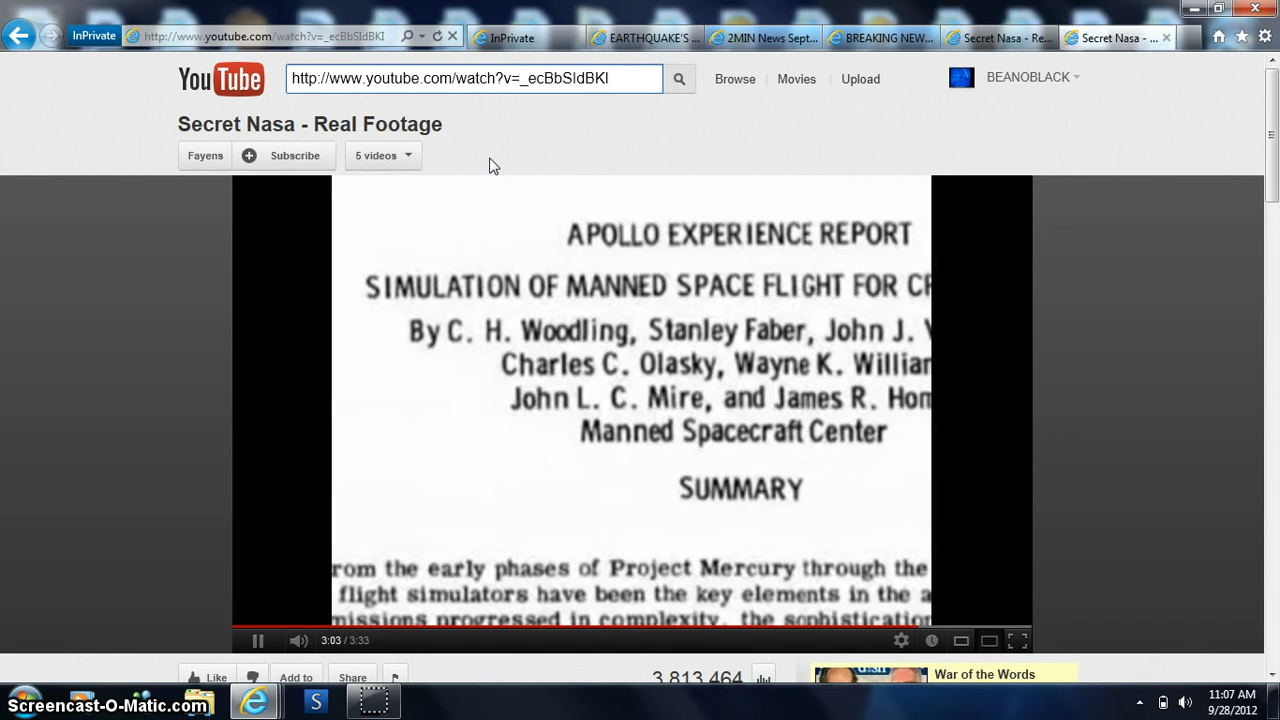 InPrivate
http://www.youtube.com/watch?v=_ecBbSIdBKI
InPrivate
EARTHQUAKE'S ...
2MIN News Sept...
BREAKING NEW...
Secret Nasa - Re...
Secret Nasa - ...
YouTube
http://www.youtube.com/watch?v=_ecBbSIdBKI
Browse
Movies
Upload
BEANOBLACK
Secret Nasa - Real Footage
Fayens
Subscribe
5 videos
APOLLO EXPERIENCE REPORT
SIMULATION OF MANNED SPACE FLIGHT FOR
By C. H. Woodling, Stanley Faber, John J.
Charles C. Olasky, Wayne K.
John L. C. Mire, and James R.
Manned Spacecraft Center
SUMMARY
the early phases of Project Mercury through the
flight simulators have been the key elements in the
missions progressed in complexity, the
3:03 / 3:33
Like
Add to
Share
3,813,464
War of the Words
Screencast-O-Matic.com
S
11:07 AM
9/28/2012